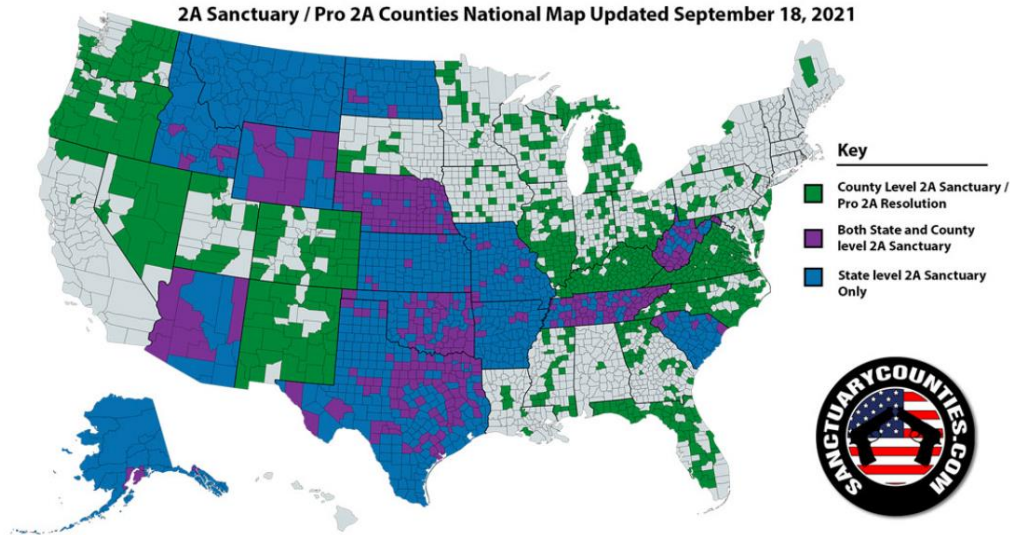 2A Sanctuary / Pro 2A Counties National Map Updated September 18, 2021
Key
County Level 2A Sanctuary /
Pro 2A Resolution
Both State and County
level 2A Sanctuary
State level 2A Sanctuary
Only
SANCTUARYCOUNTIES.COM